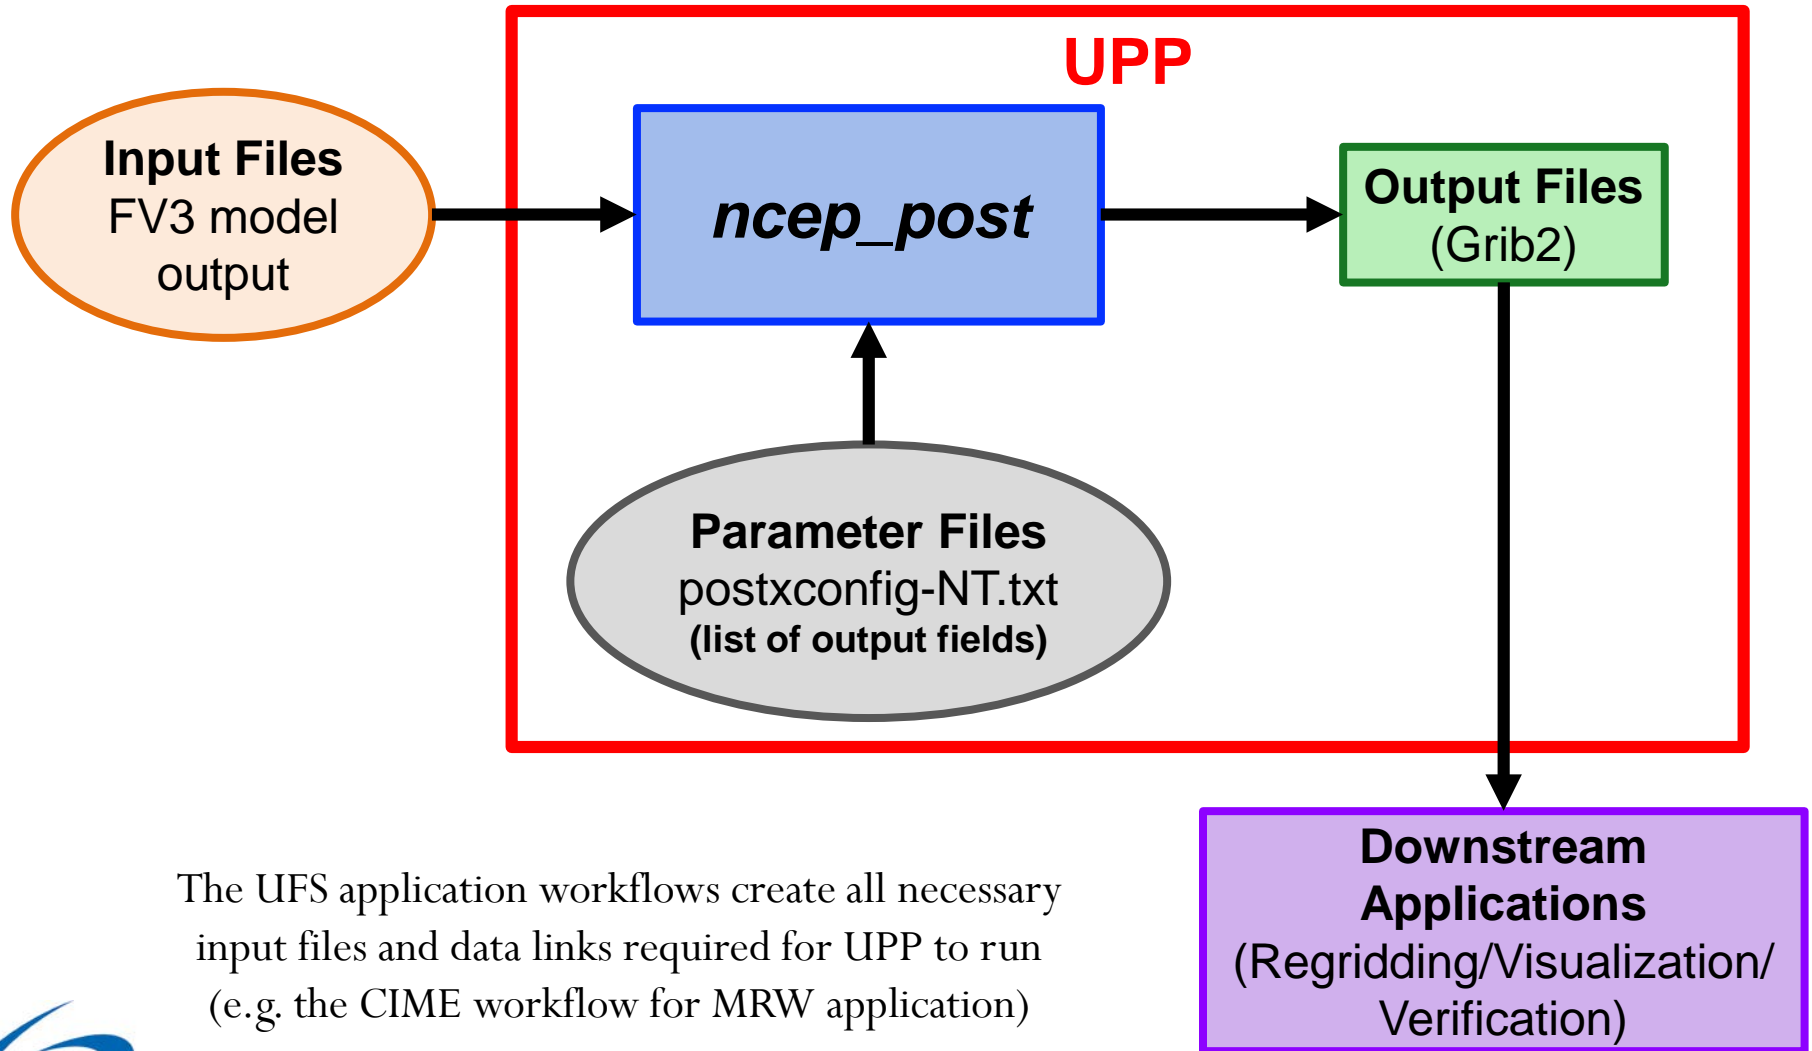 UPP
Input Files
FV3 model
output
ncep_post
Output Files
(Grib2)
Parameter Files
postxconfig-NT.txt
(list of output fields)
The UFS application workflows create all necessary
input files and data links required for UPP to run
(e.g. the CIME workflow for MRW application)
Downstream
Applications
(Regridding/Visualization/
Verification)